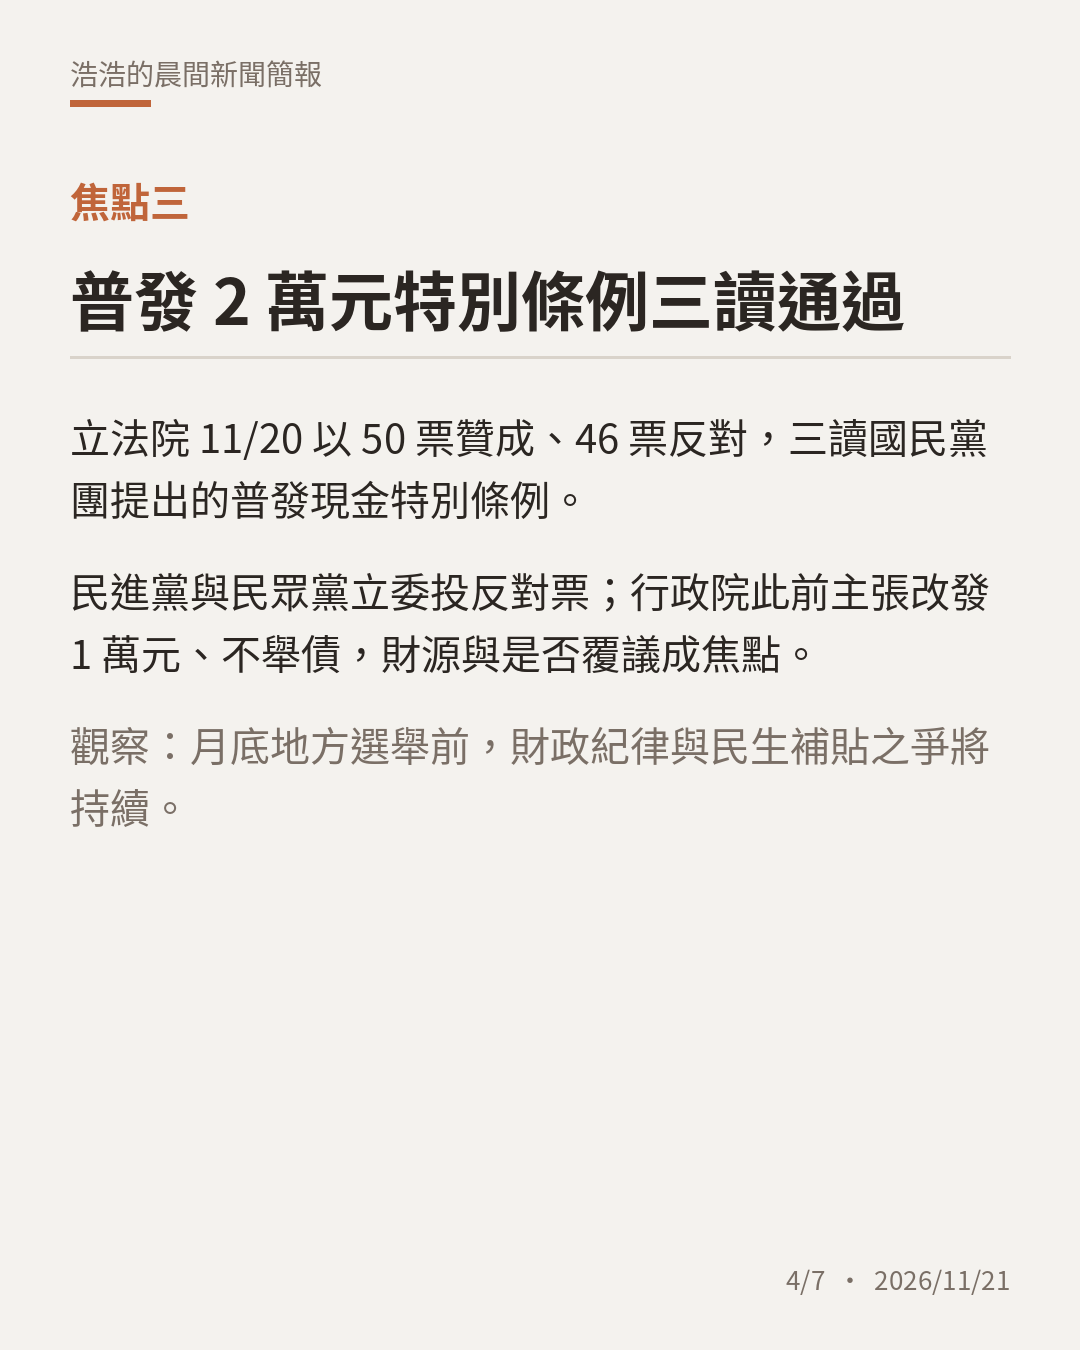 浩浩的晨間新聞簡報
焦點三
普發 2 萬元特別條例三讀通過
立法院 11/20 以 50 票贊成、46 票反對，三讀國民黨
團提出的普發現金特別條例。
民進黨與民眾黨立委投反對票；行政院此前主張改發
1 萬元、不舉債，財源與是否覆議成焦點。
觀察：月底地方選舉前，財政紀律與民生補貼之爭將
持續。
4/7 ・ 2026/11/21